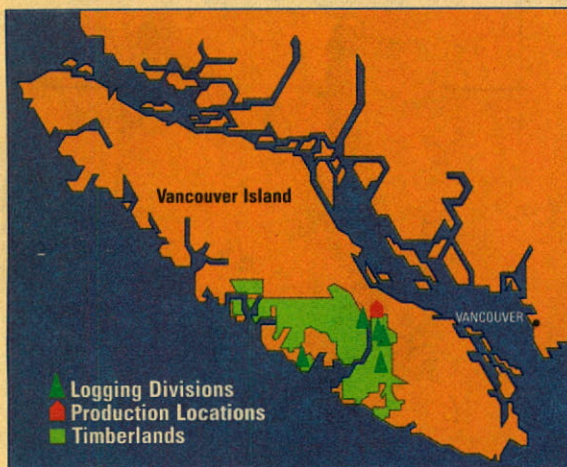 Vancouver Island
VANCOUVER
Logging Divisions
Production Locations
Timberlands